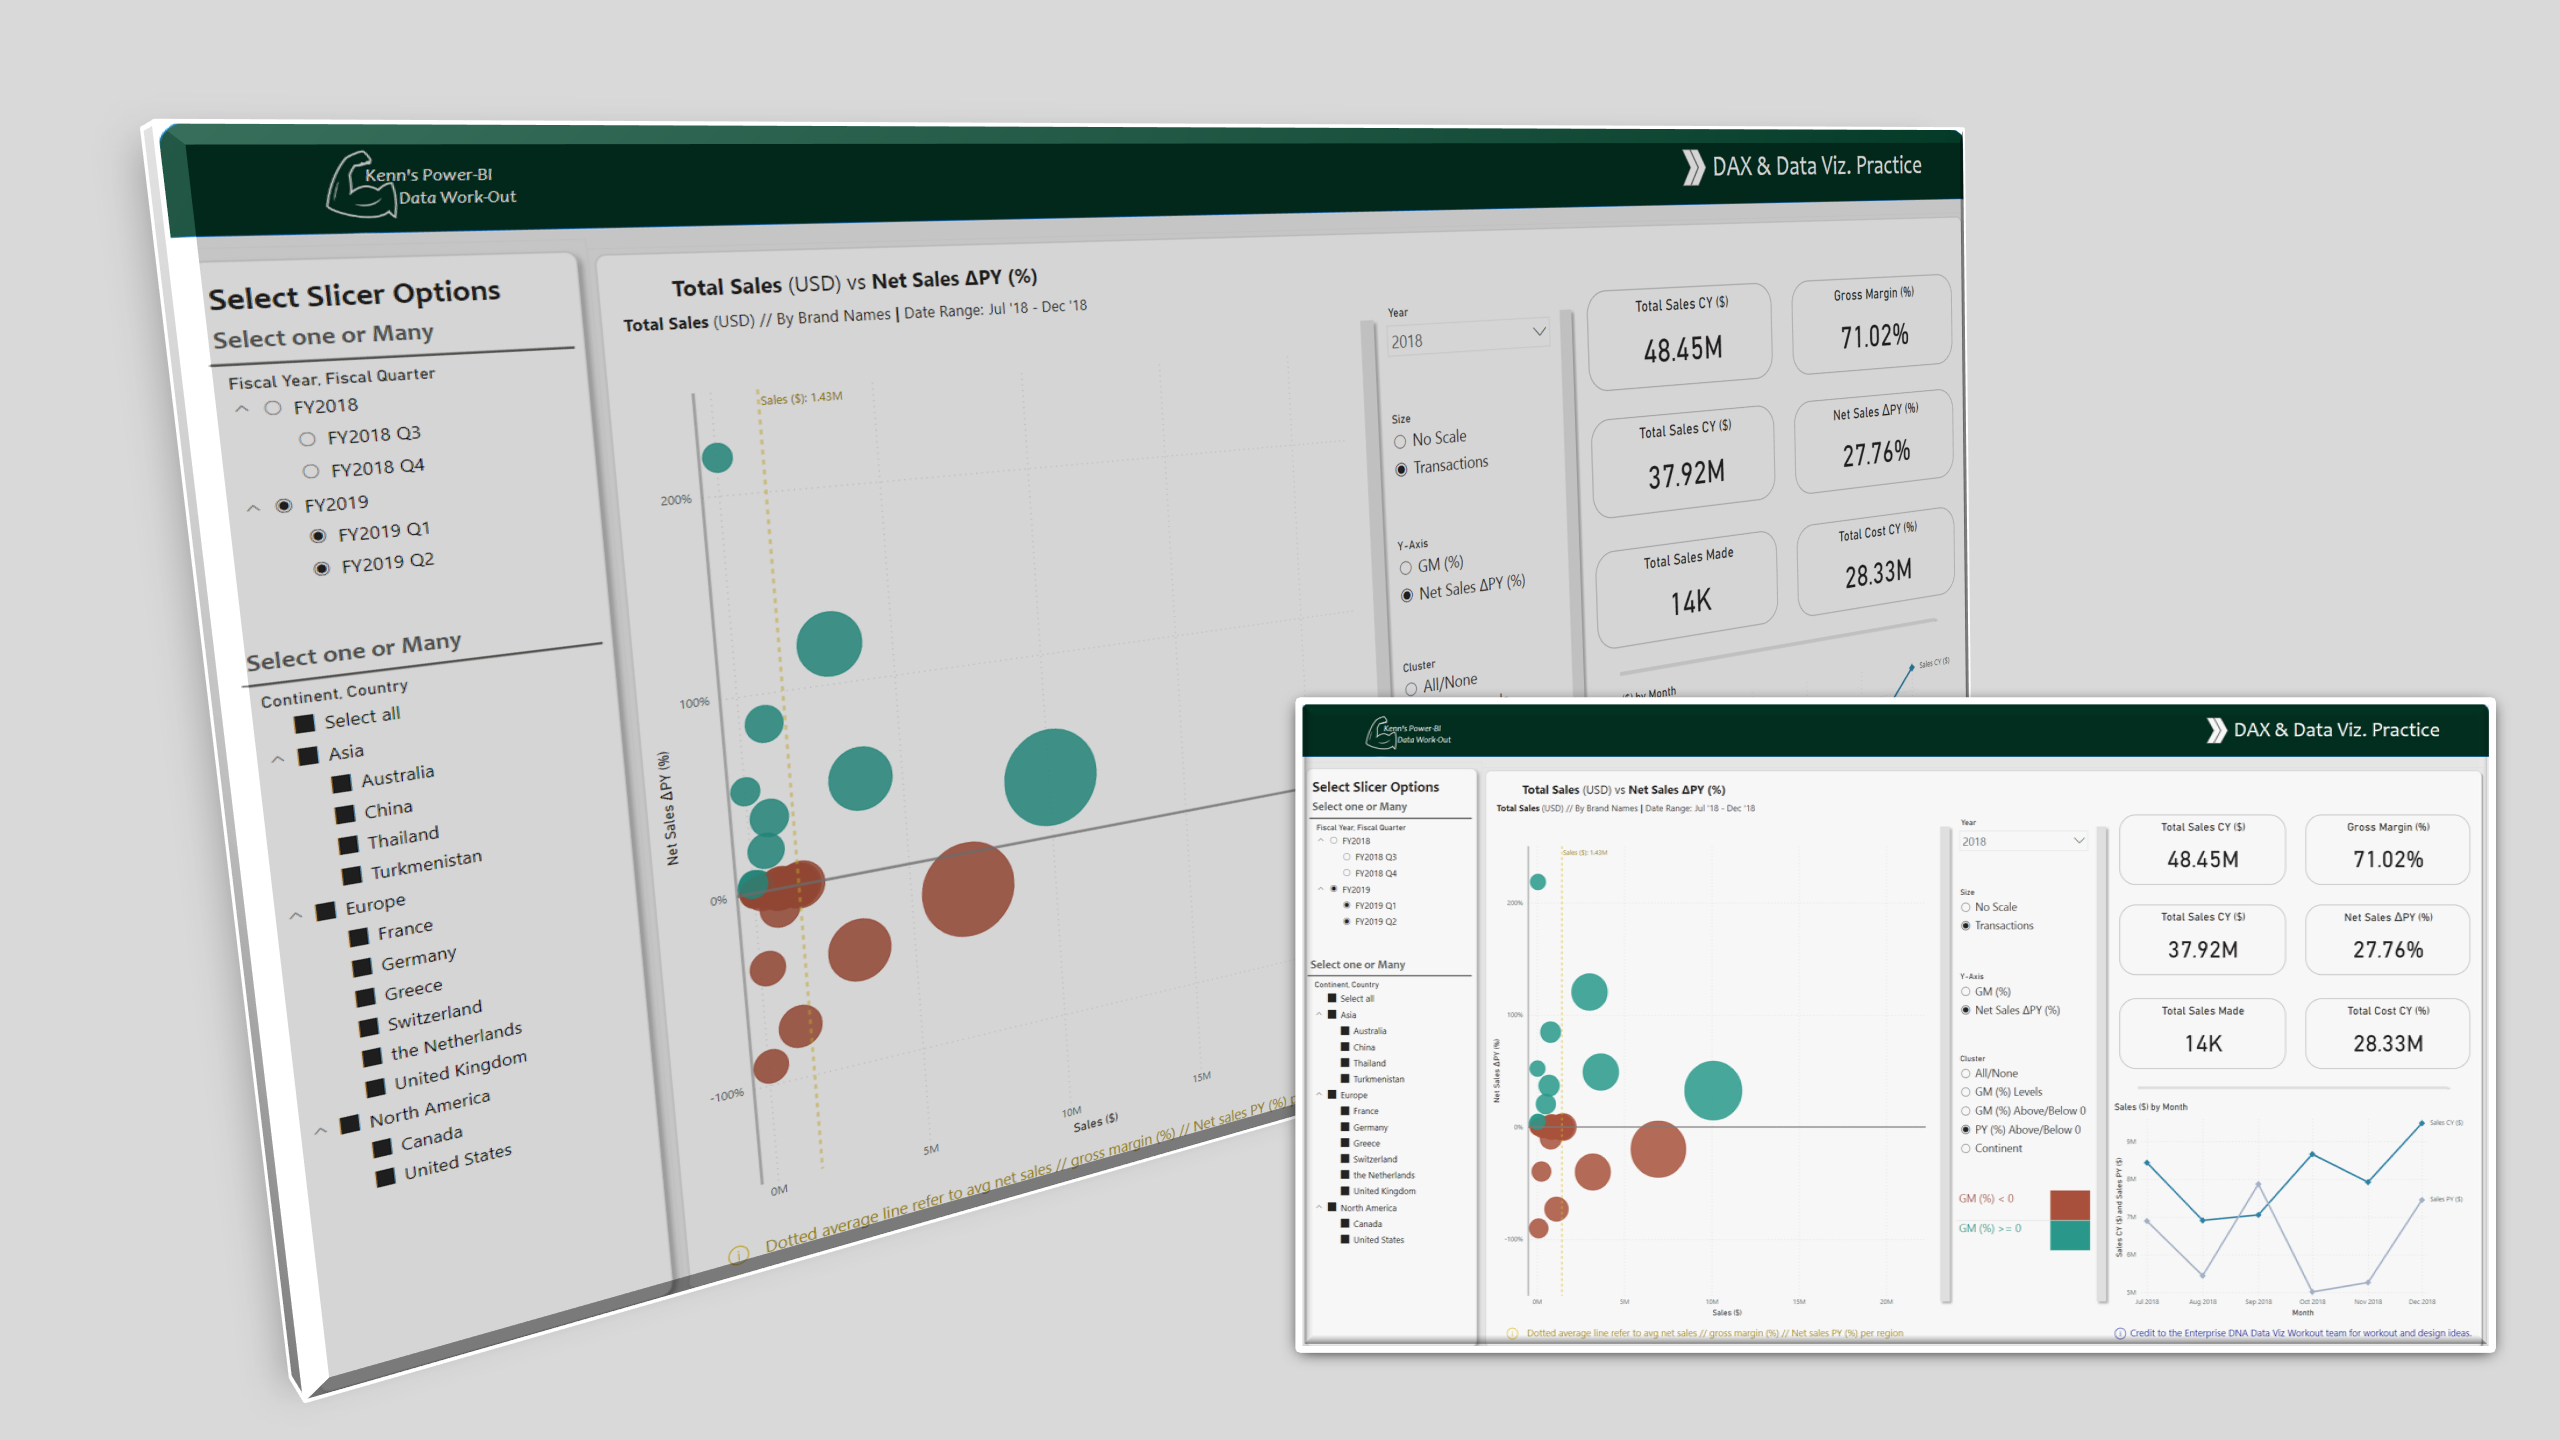 Kenn's Power-BI
Data Work-Out
DAX & Data Viz. Practice
Select Slicer Options
Select one or Many
Fiscal Year, Fiscal Quarter
FY2018
FY2018 Q3
FY2018 Q4
FY2019
FY2019 Q1
FY2019 Q2
Select one or Many
Continent, Country
Select all
Asia
Australia
China
Thailand
Turkmenistan
Europe
France
Germany
Greece
Switzerland
the Netherlands
United Kingdom
North America
Canada
United States
Total Sales (USD) vs Net Sales ΔPY (%)
Total Sales (USD) // By Brand Names | Date Range: Jul '18 - Dec '18
Sales ($): 1.43M
200%
100%
0%
-100%
Net Sales ΔPY (%)
0M
5M
10M
15M
Sales ($)
Dotted average line refer to avg net sales // gross margin (%) // Net sales PY (%)
Year
2018
Size
No Scale
Transactions
Y-Axis
GM (%)
Net Sales ΔPY (%)
Cluster
All/None
Total Sales CY ($)
48.45M
Gross Margin (%)
71.02%
Total Sales CY ($)
37.92M
Net Sales ΔPY (%)
27.76%
Total Sales Made
14K
Total Cost CY (%)
28.33M
($) by Month
Sales CY ($)
Kenn's Power-BI
Data Work-Out
DAX & Data Viz. Practice
Select Slicer Options
Select one or Many
Fiscal Year, Fiscal Quarter
FY2018
FY2018 Q3
FY2018 Q4
FY2019
FY2019 Q1
FY2019 Q2
Select one or Many
Continent, Country
Select all
Asia
Australia
China
Thailand
Turkmenistan
Europe
France
Germany
Greece
Switzerland
the Netherlands
United Kingdom
North America
Canada
United States
Total Sales (USD) vs Net Sales ΔPY (%)
Total Sales (USD) // By Brand Names | Date Range: Jul '18 - Dec '18
Sales ($): 1.43M
200%
100%
0%
-100%
Net Sales ΔPY (%)
0M
5M
10M
15M
20M
Sales ($)
Dotted average line refer to avg net sales // gross margin (%) // Net sales PY (%) per region
Year
2018
Size
No Scale
Transactions
Y-Axis
GM (%)
Net Sales ΔPY (%)
Cluster
All/None
GM (%) Levels
GM (%) Above/Below 0
PY (%) Above/Below 0
Continent
GM (%) < 0
GM (%) >= 0
Total Sales CY ($)
48.45M
Gross Margin (%)
71.02%
Total Sales CY ($)
37.92M
Net Sales ΔPY (%)
27.76%
Total Sales Made
14K
Total Cost CY (%)
28.33M
Sales ($) by Month
Sales CY ($)
Sales PY ($)
9M
8M
7M
6M
5M
Sales CY ($) and Sales PY ($)
Jul 2018
Aug 2018
Sep 2018
Oct 2018
Nov 2018
Dec 2018
Month
Credit to the Enterprise DNA Data Viz Workout team for workout and design ideas.